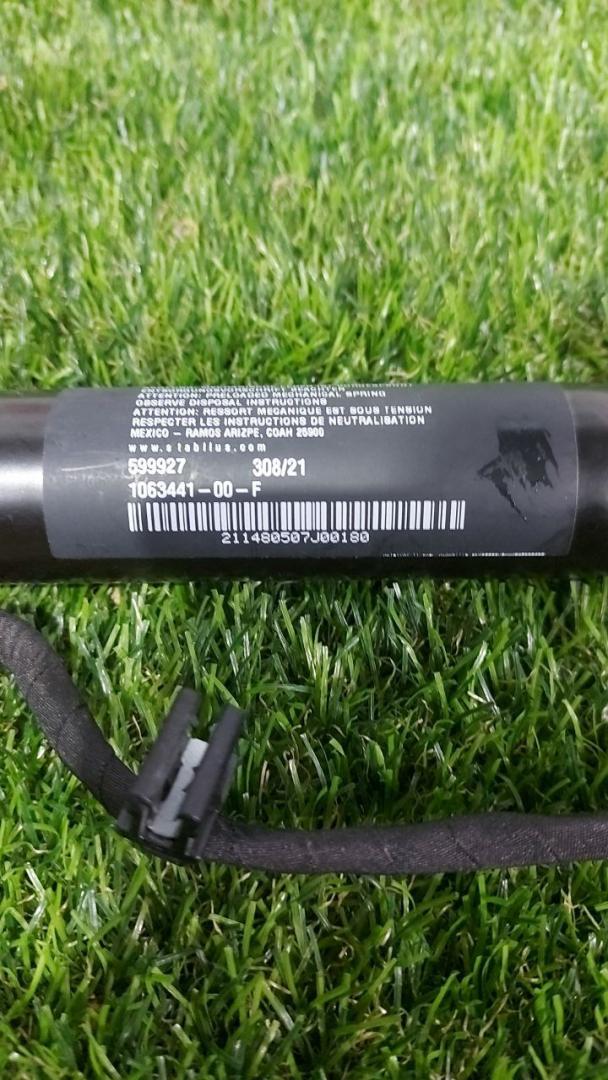 ATTENTION: PRELOADED MECHANICAL SPRING
OBSERVE DISPOSAL INSTRUCTIONS
ATTENTION: RESSORT MECANIQUE EST SOUS TENSION
RESPECTER LES INSTRUCTIONS DE NEUTRALISATION
MEXICO - RAMOS ARIZPE, COAH 25900
www.stabilus.com
599927 308/21
1063441-00-F
211480507J00180